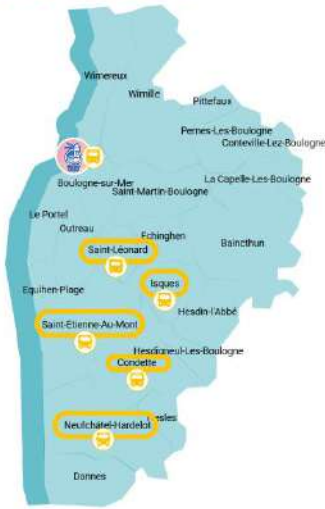 Wimereux
Wimille
Pittefaux
Pernes-Les-Boulogne
Conteville-Lez-Boulogne
La Capelle-Les-Boulogne
Boulogne-sur-Mer
Saint-Martin-Boulogne
Le Portel
Outreau
Echinghen
Baincthun
Saint-Léonard
Isques
Equihen-Plage
Hesdin-l'Abbé
Saint-Etienne-Au-Mont
Hesdigneul-Les-Boulogne
Condette
Nesles
Neufchâtel-Hardelot
Dannes